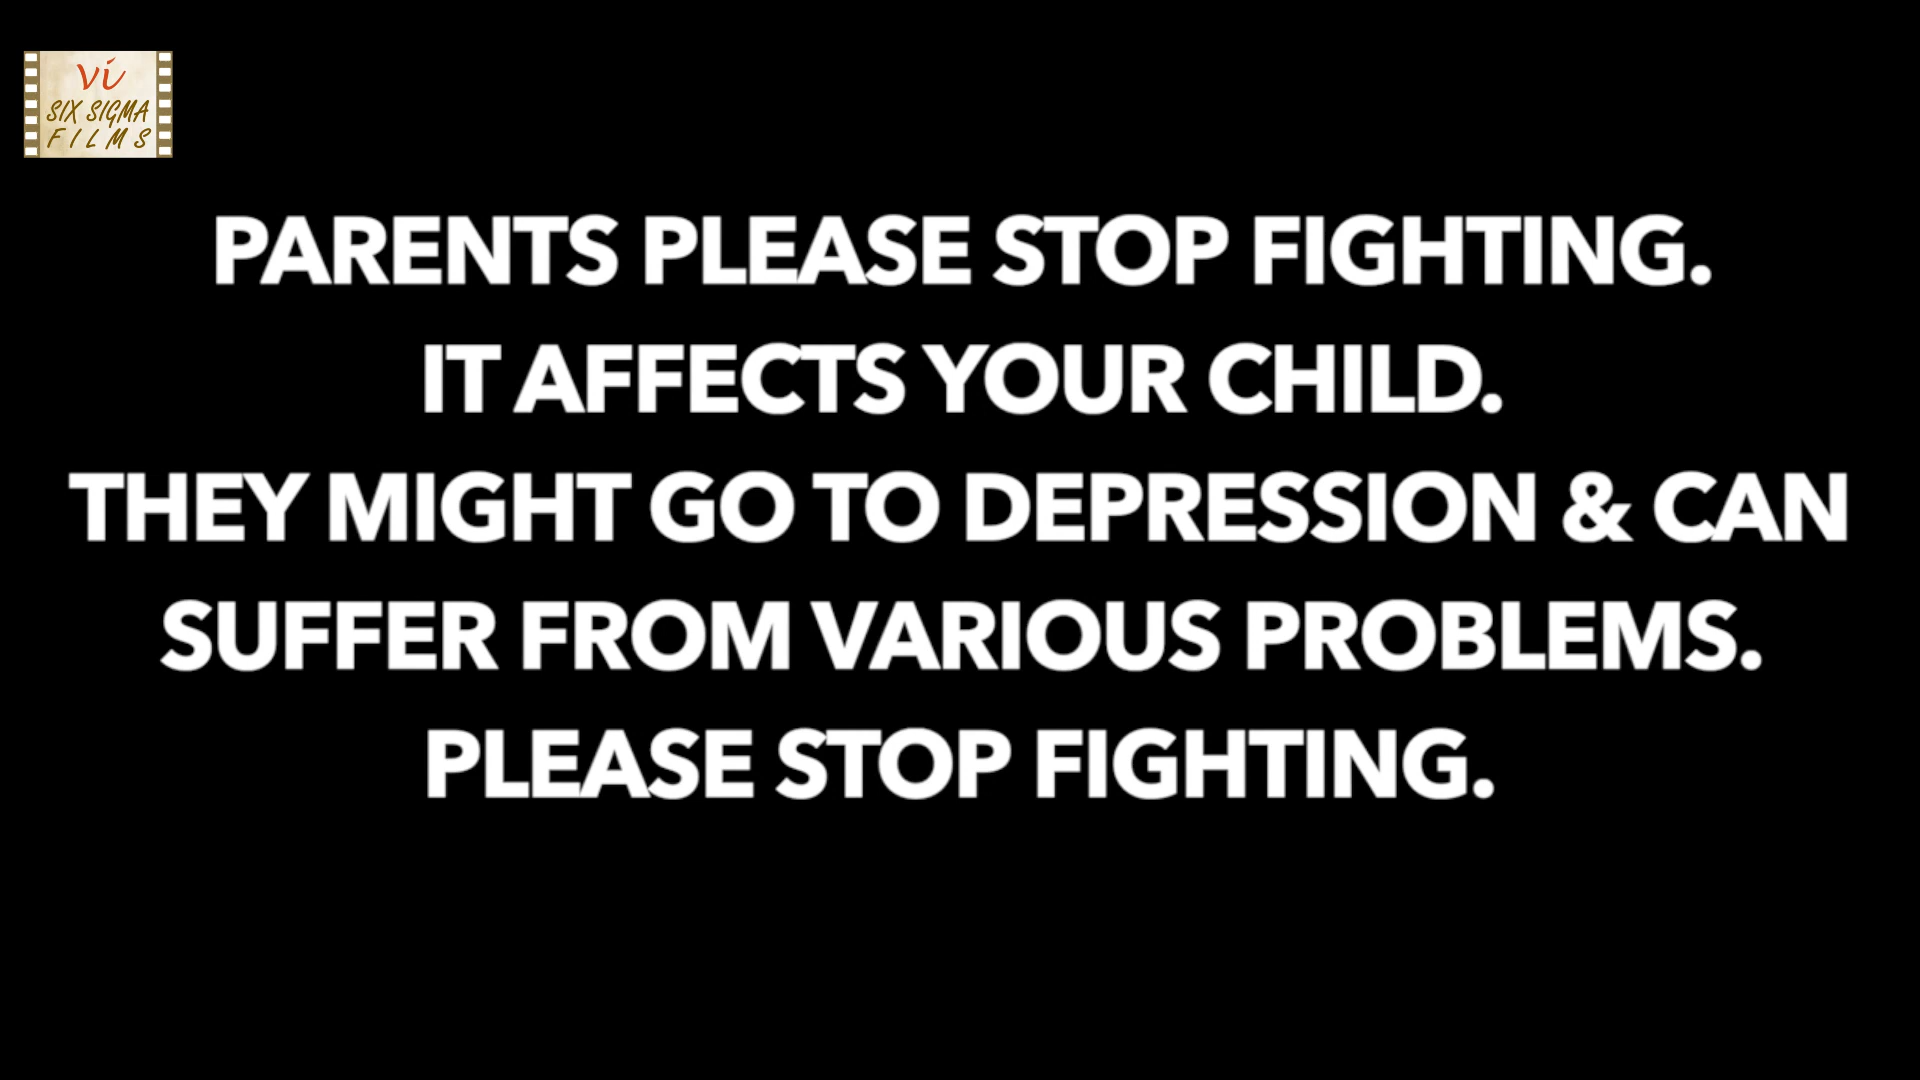 vi
SIX SIGMA
FILMS
PARENTS PLEASE STOP FIGHTING.
IT AFFECTS YOUR CHILD.
THEY MIGHT GO TO DEPRESSION & CAN
SUFFER FROM VARIOUS PROBLEMS.
PLEASE STOP FIGHTING.